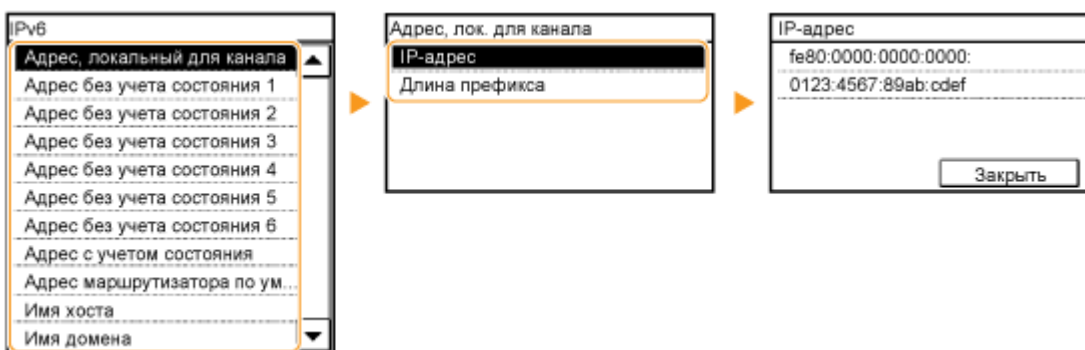 IPv6
Адрес, локальный для канала
Адрес без учета состояния 1
Адрес без учета состояния 2
Адрес без учета состояния 3
Адрес без учета состояния 4
Адрес без учета состояния 5
Адрес без учета состояния 6
Адрес с учетом состояния
Адрес маршрутизатора по ум...
Имя хоста
Имя домена
Адрес, лок. для канала
IP-адрес
Длина префикса
IP-адрес
fe80:0000:0000:0000:
0123:4567:89ab:cdef
Закрыть